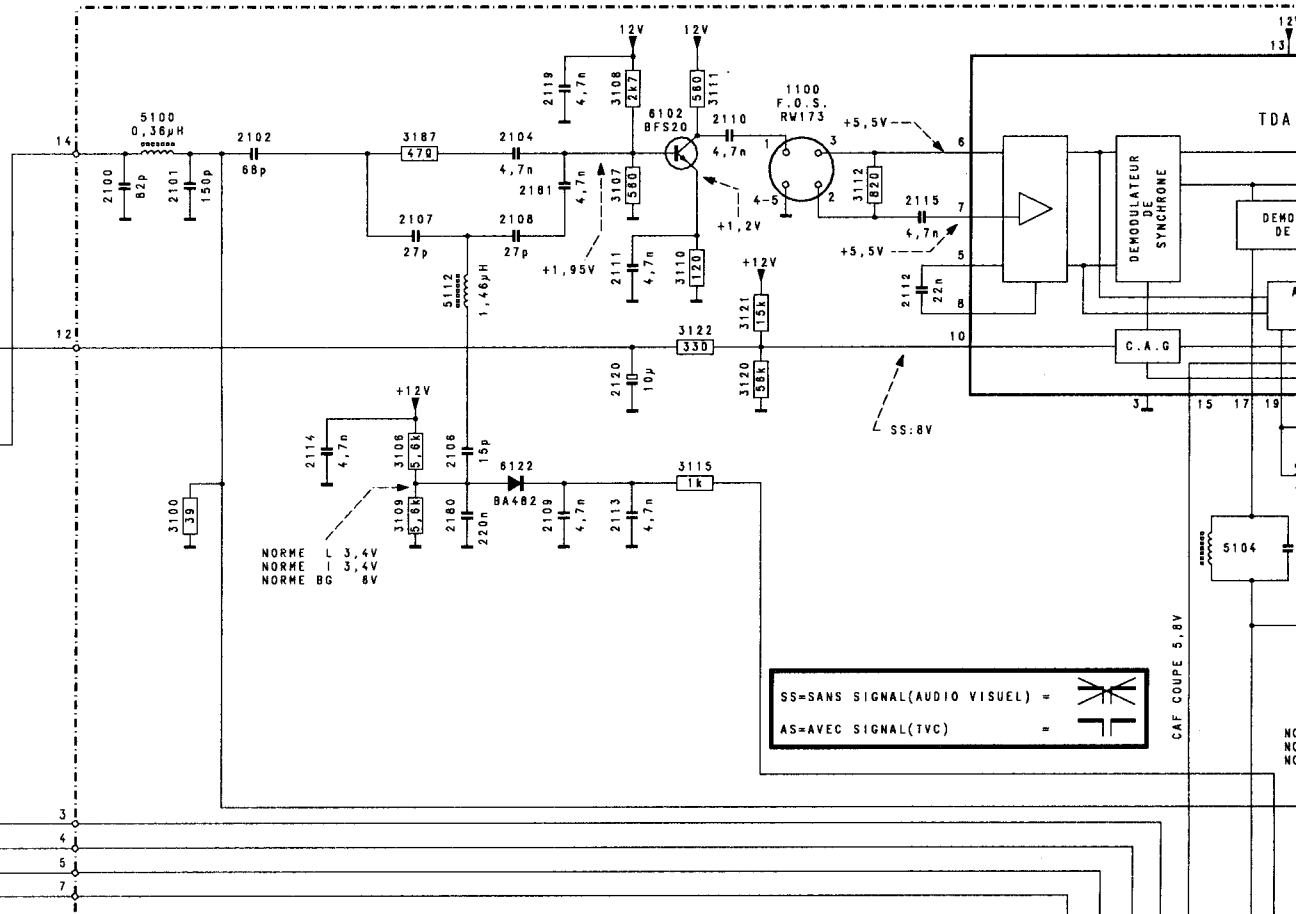 12V
12V
12V
13
2119
4,7n
3108
2k7
560
3111
1100
F.O.S.
RW173
6102
BFS20
TDA
5100
0,36µH
14
2102
68p
3187
47Ω
2104
4,7n
2110
4,7n
1
3
+5,5V
6
2100
82p
2101
150p
2181
4,7n
3107
560
4-5
2
3112
820
2115
4,7n
7
DEMODULATEUR
DE
SYNCHRONE
DEMO
DE
2107
27p
2108
27p
+1,2V
+5,5V
+1,95V
2111
4,7n
3110
120
+12V
5
2112
22n
8
5112
1,46µH
3121
15k
12
3122
330
10
C.A.G
2120
10µ
3120
56k
+12V
3
15
17
19
SS:8V
2114
4,7n
3106
5,6k
2106
15p
6122
BA482
3115
1k
3100
39
3109
5,6k
2180
220n
2109
4,7n
2113
4,7n
5104
NORME L 3,4V
NORME I 3,4V
NORME BG 8V
CAF COUPE 5,8V
SS=SANS SIGNAL(AUDIO VISUEL) =
AS=AVEC SIGNAL(TVC) =
NO
NO
NO
3
4
5
7